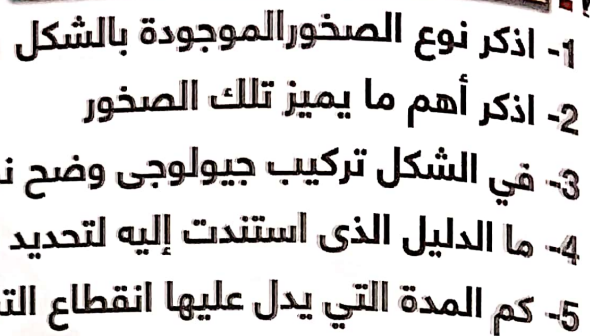 1- اذكر نوع الصخورالموجودة بالشكل
2- اذكر أهم ما يميز تلك الصخور
3- في الشكل تركيب جيولوجى وضح
4- ما الدليل الذى استندت إليه لتحديد
5- كم المدة التي يدل عليها انقطاع